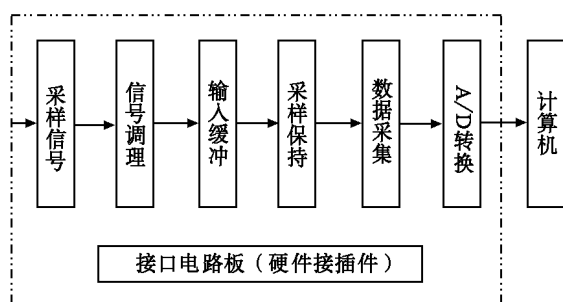 采样信号
信号调理
输入缓冲
采样保持
数据采集
A/D转换
计算机
接口电路板（硬件接插件）